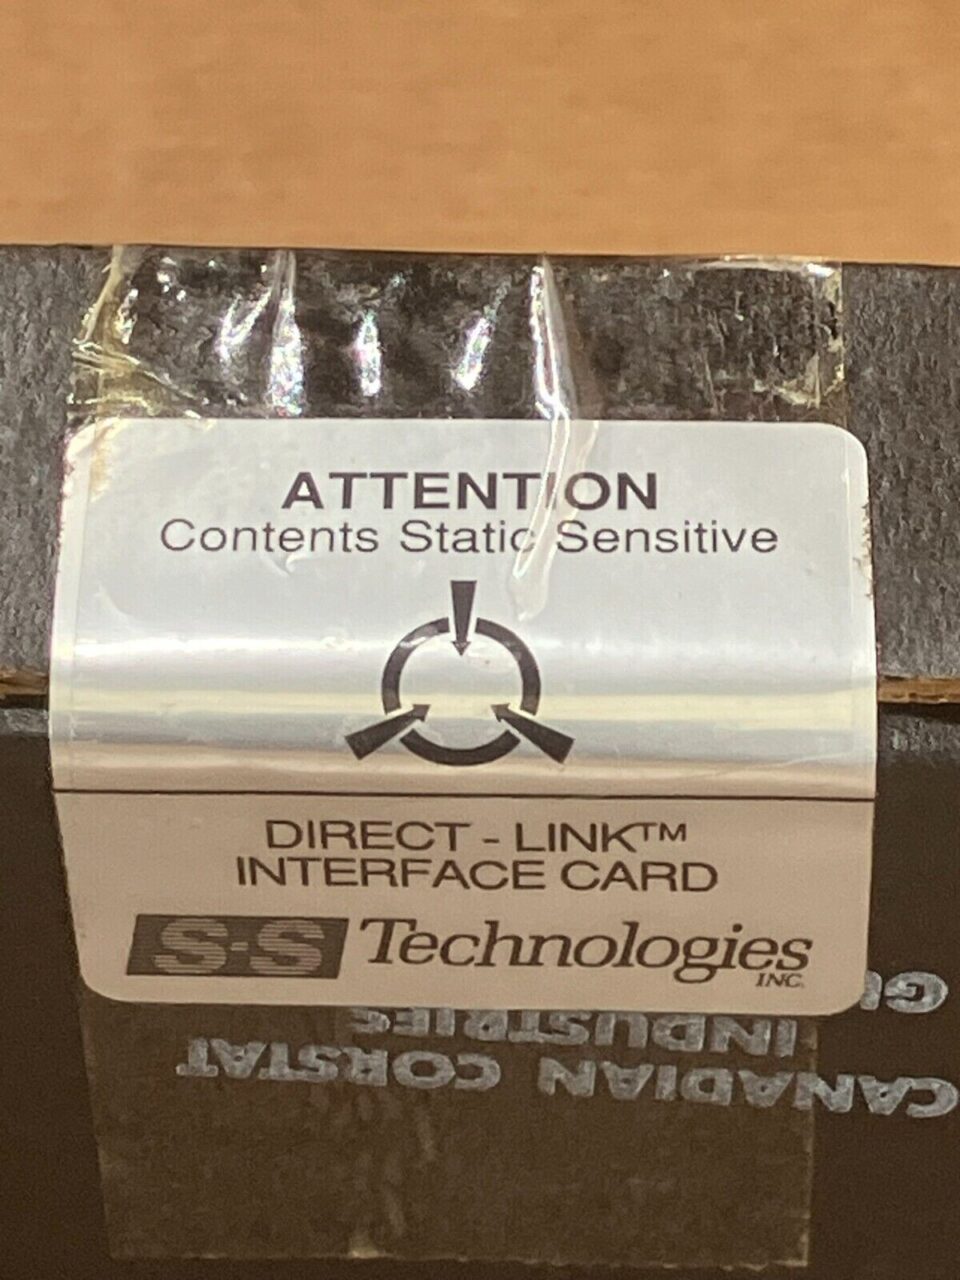 ATTENTION
Contents Static Sensitive
DIRECT - LINK™
INTERFACE CARD
S-S Technologies
INC.
CANADIAN CORSTAT
INDUSTRIES